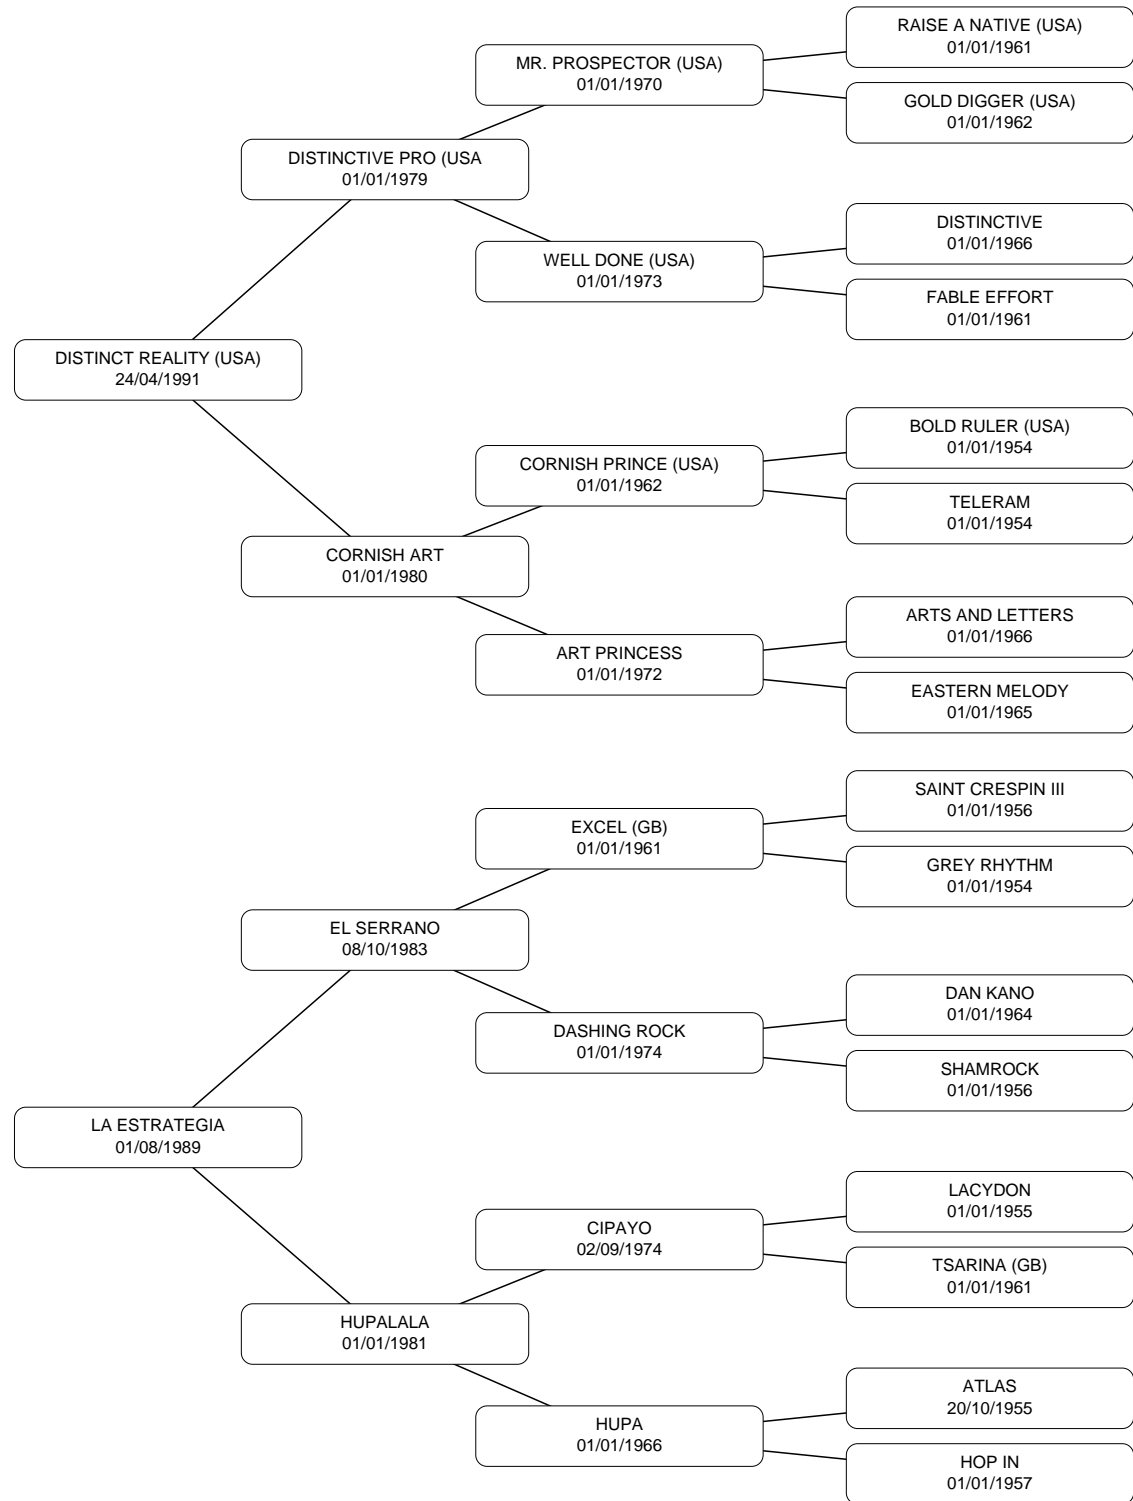 RAISE A NATIVE (USA)
01/01/1961
MR. PROSPECTOR (USA)
01/01/1970
GOLD DIGGER (USA)
01/01/1962
DISTINCTIVE PRO (USA
01/01/1979
DISTINCTIVE
01/01/1966
WELL DONE (USA)
01/01/1973
FABLE EFFORT
01/01/1961
DISTINCT REALITY (USA)
24/04/1991
BOLD RULER (USA)
01/01/1954
CORNISH PRINCE (USA)
01/01/1962
TELERAM
01/01/1954
CORNISH ART
01/01/1980
ARTS AND LETTERS
01/01/1966
ART PRINCESS
01/01/1972
EASTERN MELODY
01/01/1965
SAINT CRESPIN III
01/01/1956
EXCEL (GB)
01/01/1961
GREY RHYTHM
01/01/1954
EL SERRANO
08/10/1983
DAN KANO
01/01/1964
DASHING ROCK
01/01/1974
SHAMROCK
01/01/1956
LA ESTRATEGIA
01/08/1989
LACYDON
01/01/1955
CIPAYO
02/09/1974
TSARINA (GB)
01/01/1961
HUPALALA
01/01/1981
ATLAS
20/10/1955
HUPA
01/01/1966
HOP IN
01/01/1957